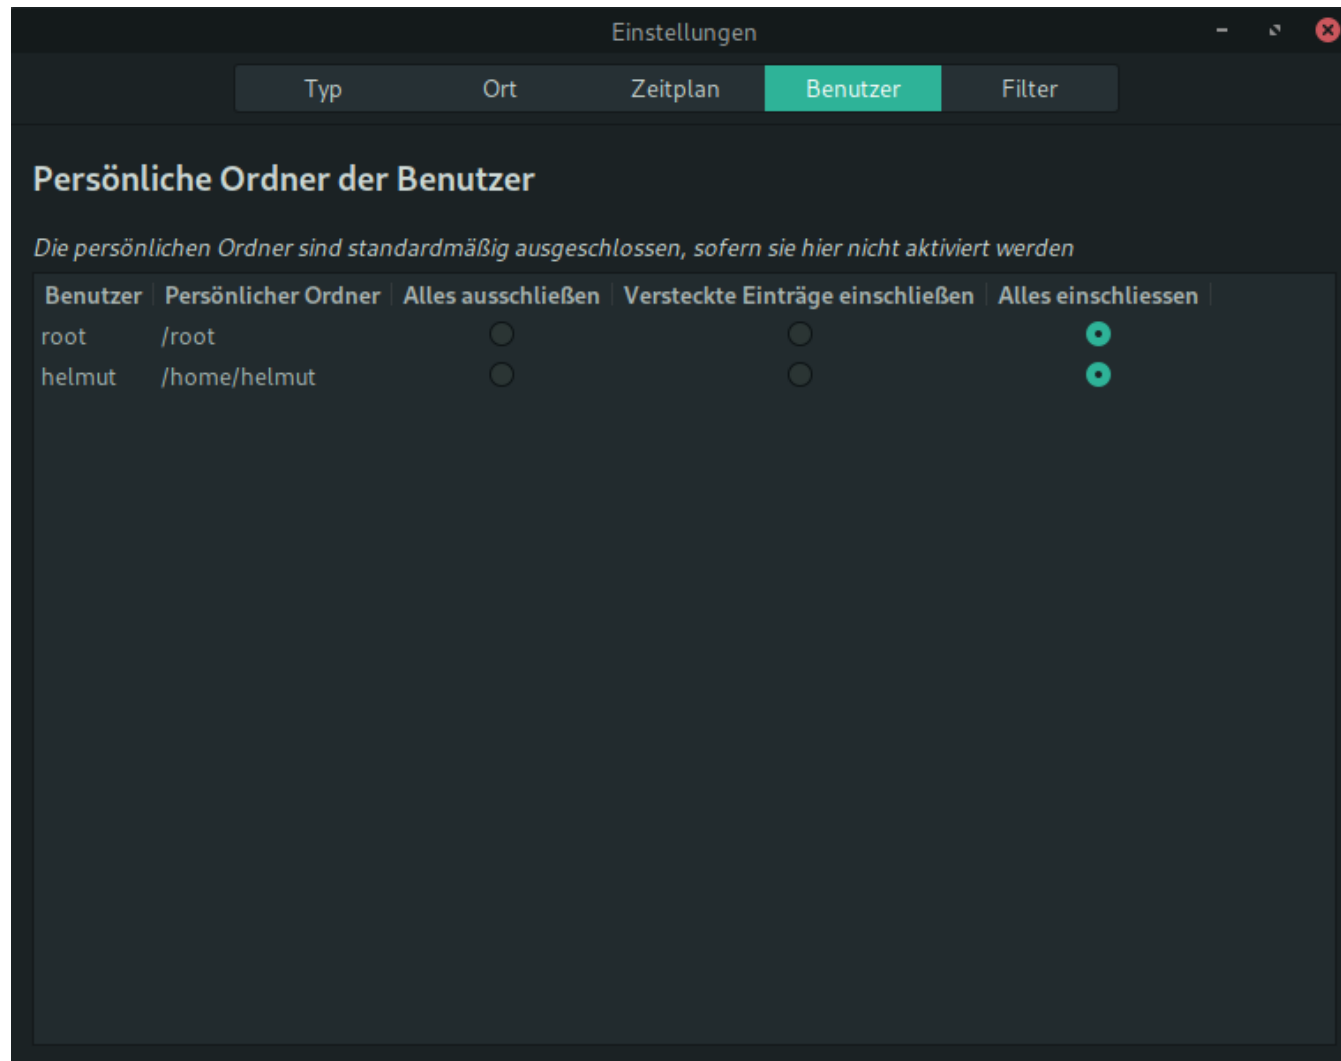 Einstellungen
Typ Ort Zeitplan Benutzer Filter
Persönliche Ordner der Benutzer
Die persönlichen Ordner sind standardmäßig ausgeschlossen, sofern sie hier nicht aktiviert werden
Benutzer Persönlicher Ordner Alles ausschließen Versteckte Einträge einschließen Alles einschliessen
root /root
helmut /home/helmut